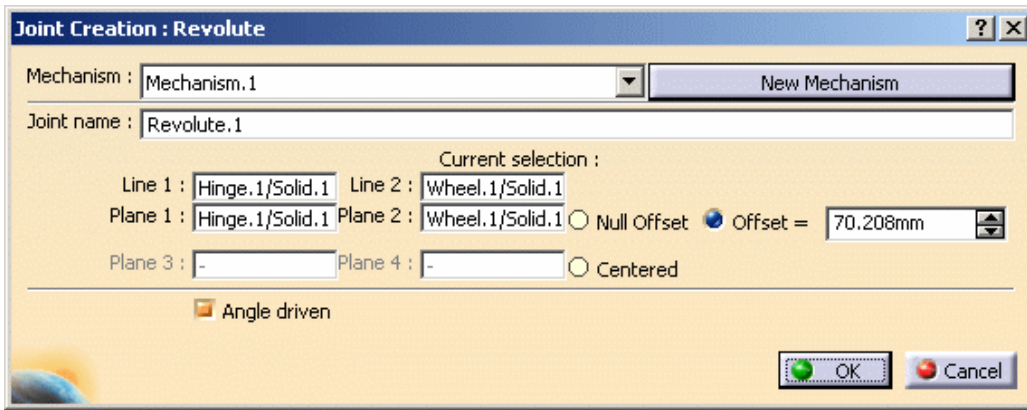 Joint Creation : Revolute
Mechanism : Mechanism.1 New Mechanism
Joint name : Revolute.1
Current selection :
Line 1 : Hinge.1/Solid.1 Line 2 : Wheel.1/Solid.1
Plane 1 : Hinge.1/Solid.1 Plane 2 : Wheel.1/Solid.1 Null Offset Offset = 70.208mm
Plane 3 : - Plane 4 : - Centered
Angle driven
OK Cancel